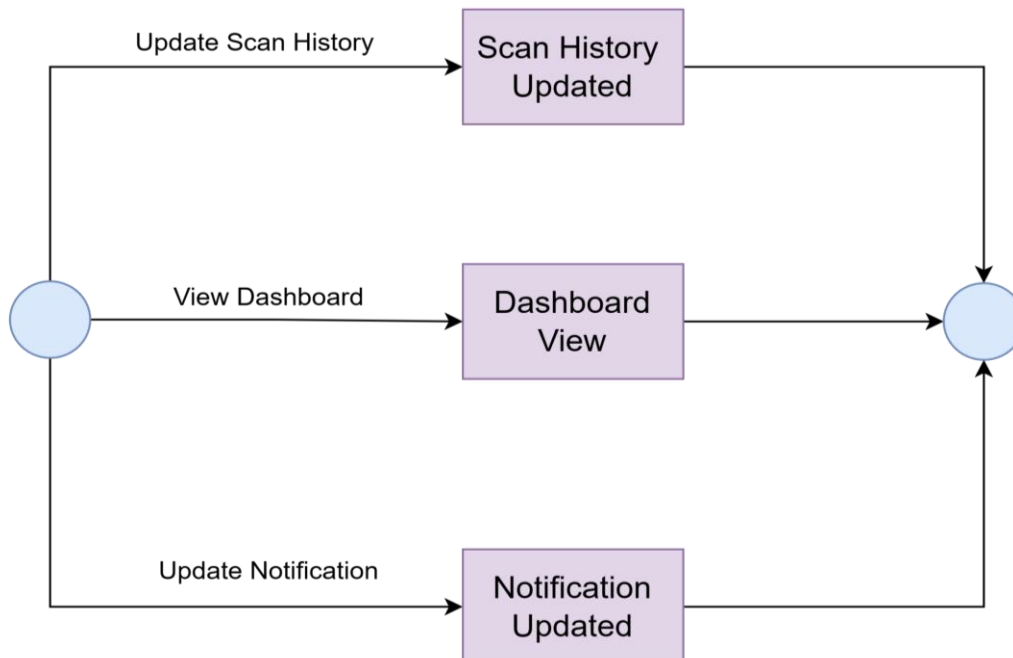 Update Scan History
Scan History
Updated
View Dashboard
Dashboard
View
Update Notification
Notification
Updated